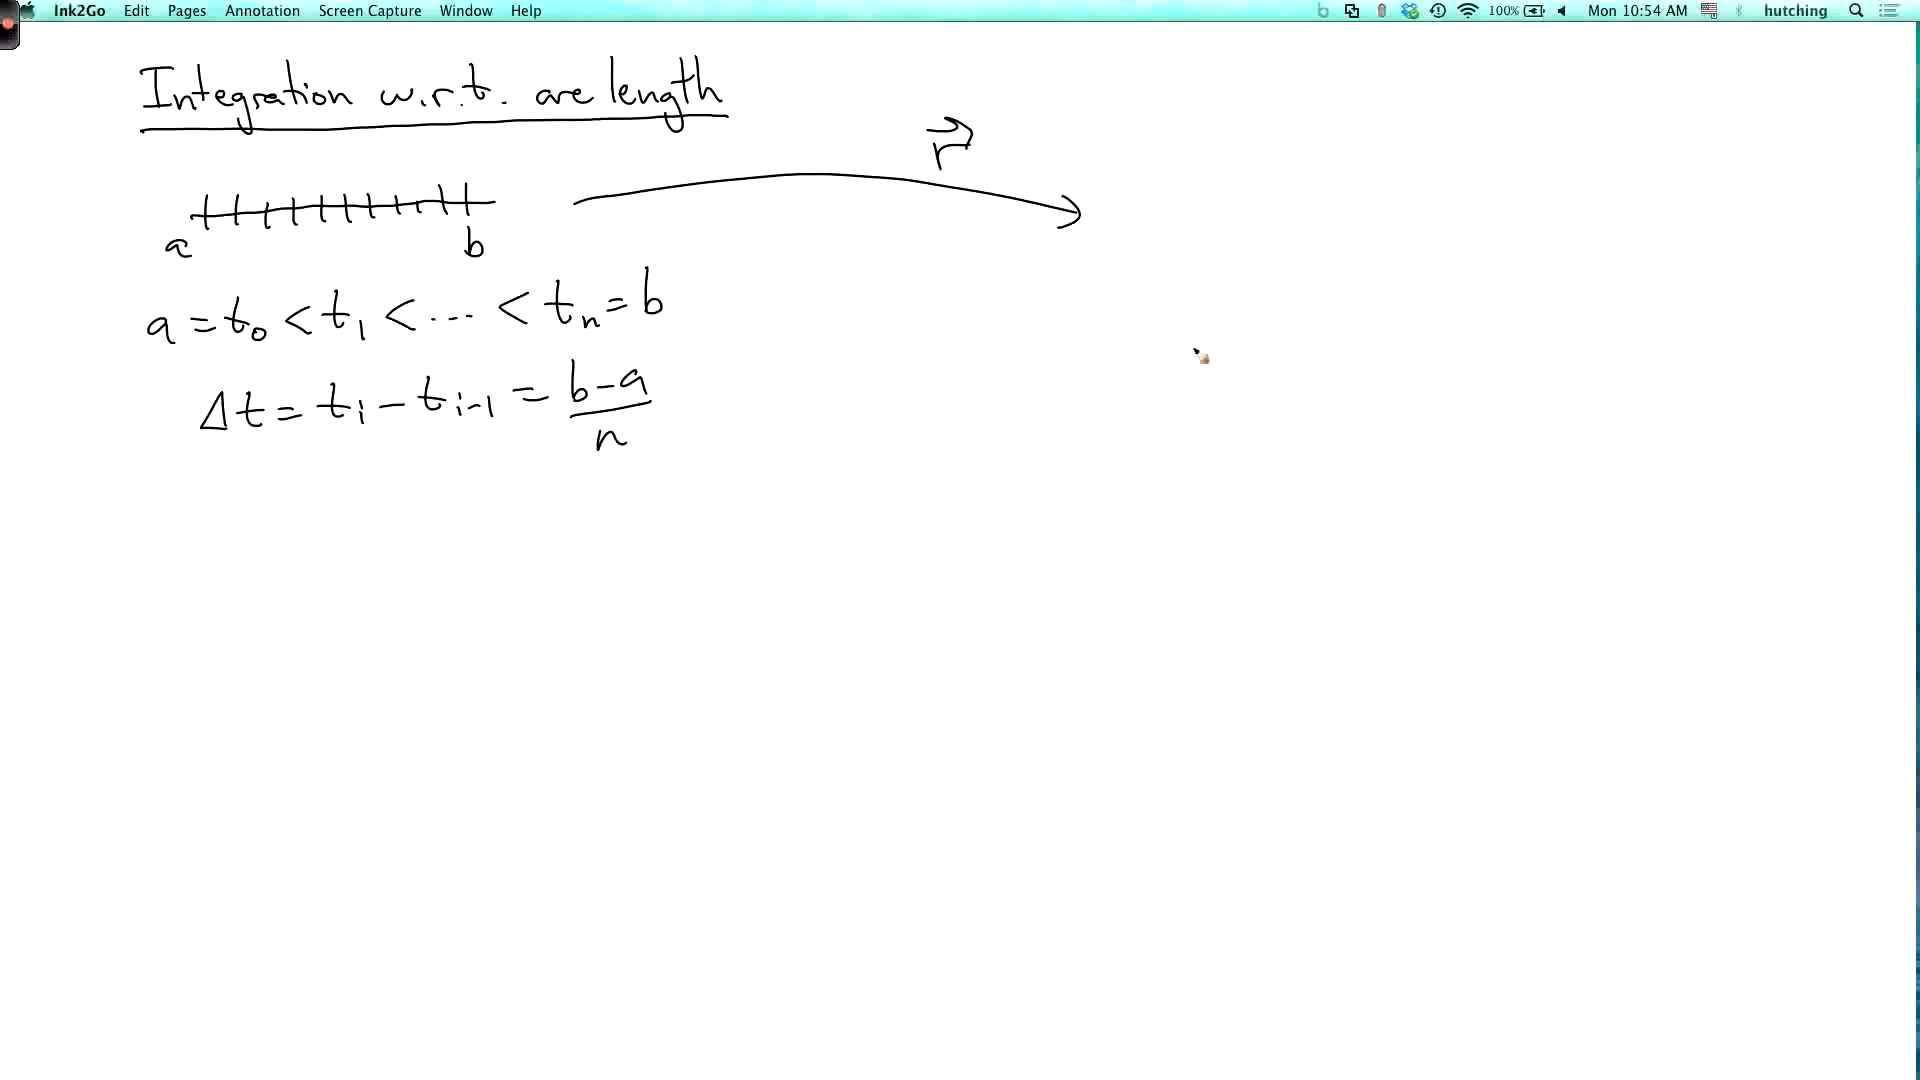 Ink2Go Edit Pages Annotation Screen Capture Window Help 100% Mon 10:54 AM hutching
Integration w.r.t. arc length
r⃗
a b
a = t₀ < t₁ < ... < tₙ = b
Δt = tᵢ - tᵢ₋₁ = (b-a)/n